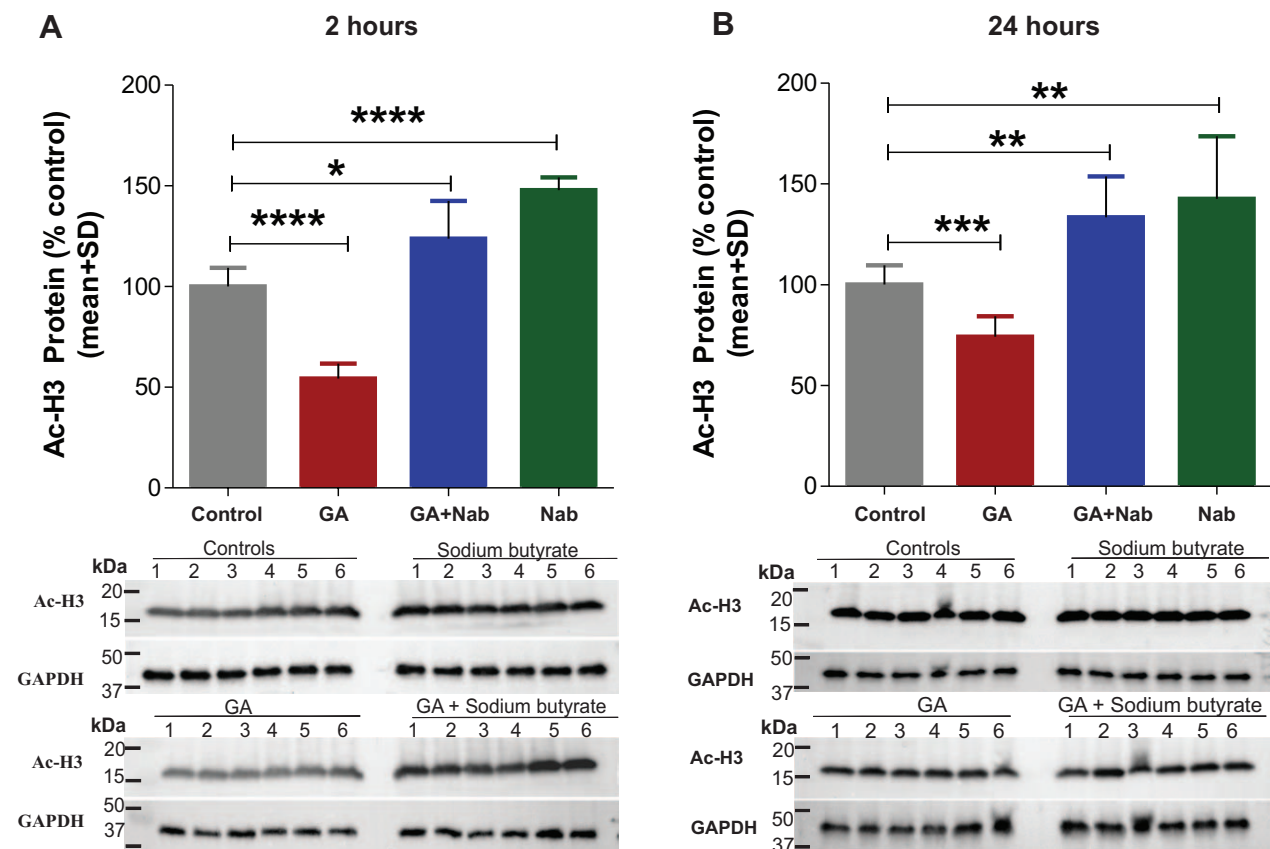 A
2 hours
Ac-H3 Protein (% control)
(mean+SD)
200
150
100
50
0
****
*
****
Control GA GA+Nab Nab
Controls Sodium butyrate
kDa 1 2 3 4 5 6 1 2 3 4 5 6
Ac-H3 20
15
GAPDH 50
37
GA GA + Sodium butyrate
kDa 1 2 3 4 5 6 1 2 3 4 5 6
Ac-H3 20
15
GAPDH 50
37
B
24 hours
Ac-H3 Protein (% control)
(mean+SD)
200
150
100
50
0
**
**
***
Control GA GA+Nab Nab
Controls Sodium butyrate
kDa 1 2 3 4 5 6 1 2 3 4 5 6
Ac-H3 20
15
GAPDH 50
37
GA GA + Sodium butyrate
kDa 1 2 3 4 5 6 1 2 3 4 5 6
Ac-H3 20
15
GAPDH 50
37